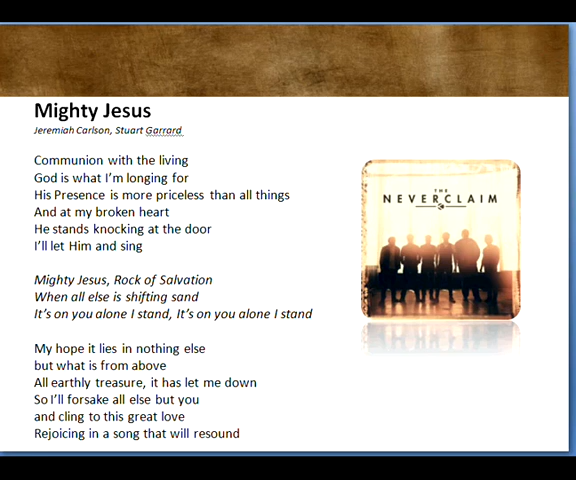 Mighty Jesus
Jeremiah Carlson, Stuart Garrard
Communion with the living
God is what I'm longing for
His Presence is more priceless than all things
And at my broken heart
He stands knocking at the door
I'll let Him and sing
Mighty Jesus, Rock of Salvation
When all else is shifting sand
It's on you alone I stand, It's on you alone I stand
My hope it lies in nothing else
but what is from above
All earthly treasure, it has let me down
So I'll forsake all else but you
and cling to this great love
Rejoicing in a song that will resound
THE
NEVERCLAIM